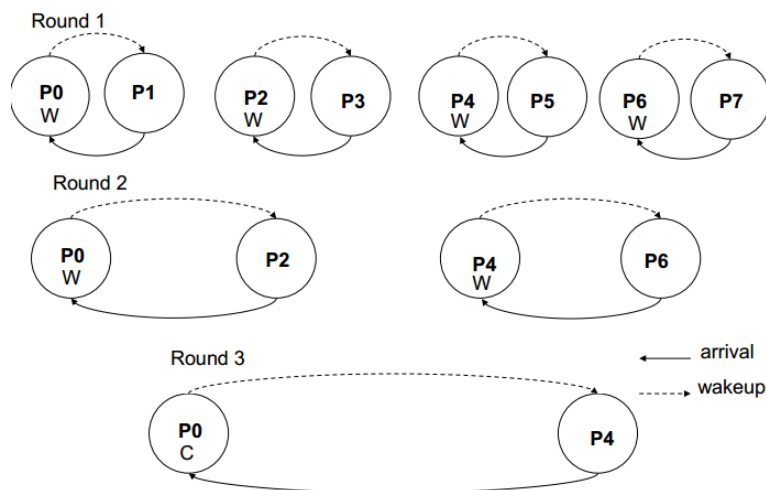 Round 1
P0 P1 P2 P3 P4 P5 P6 P7
W W W W
Round 2
P0 P2 P4 P6
W W
Round 3
arrival
wakeup
P0 P4
C